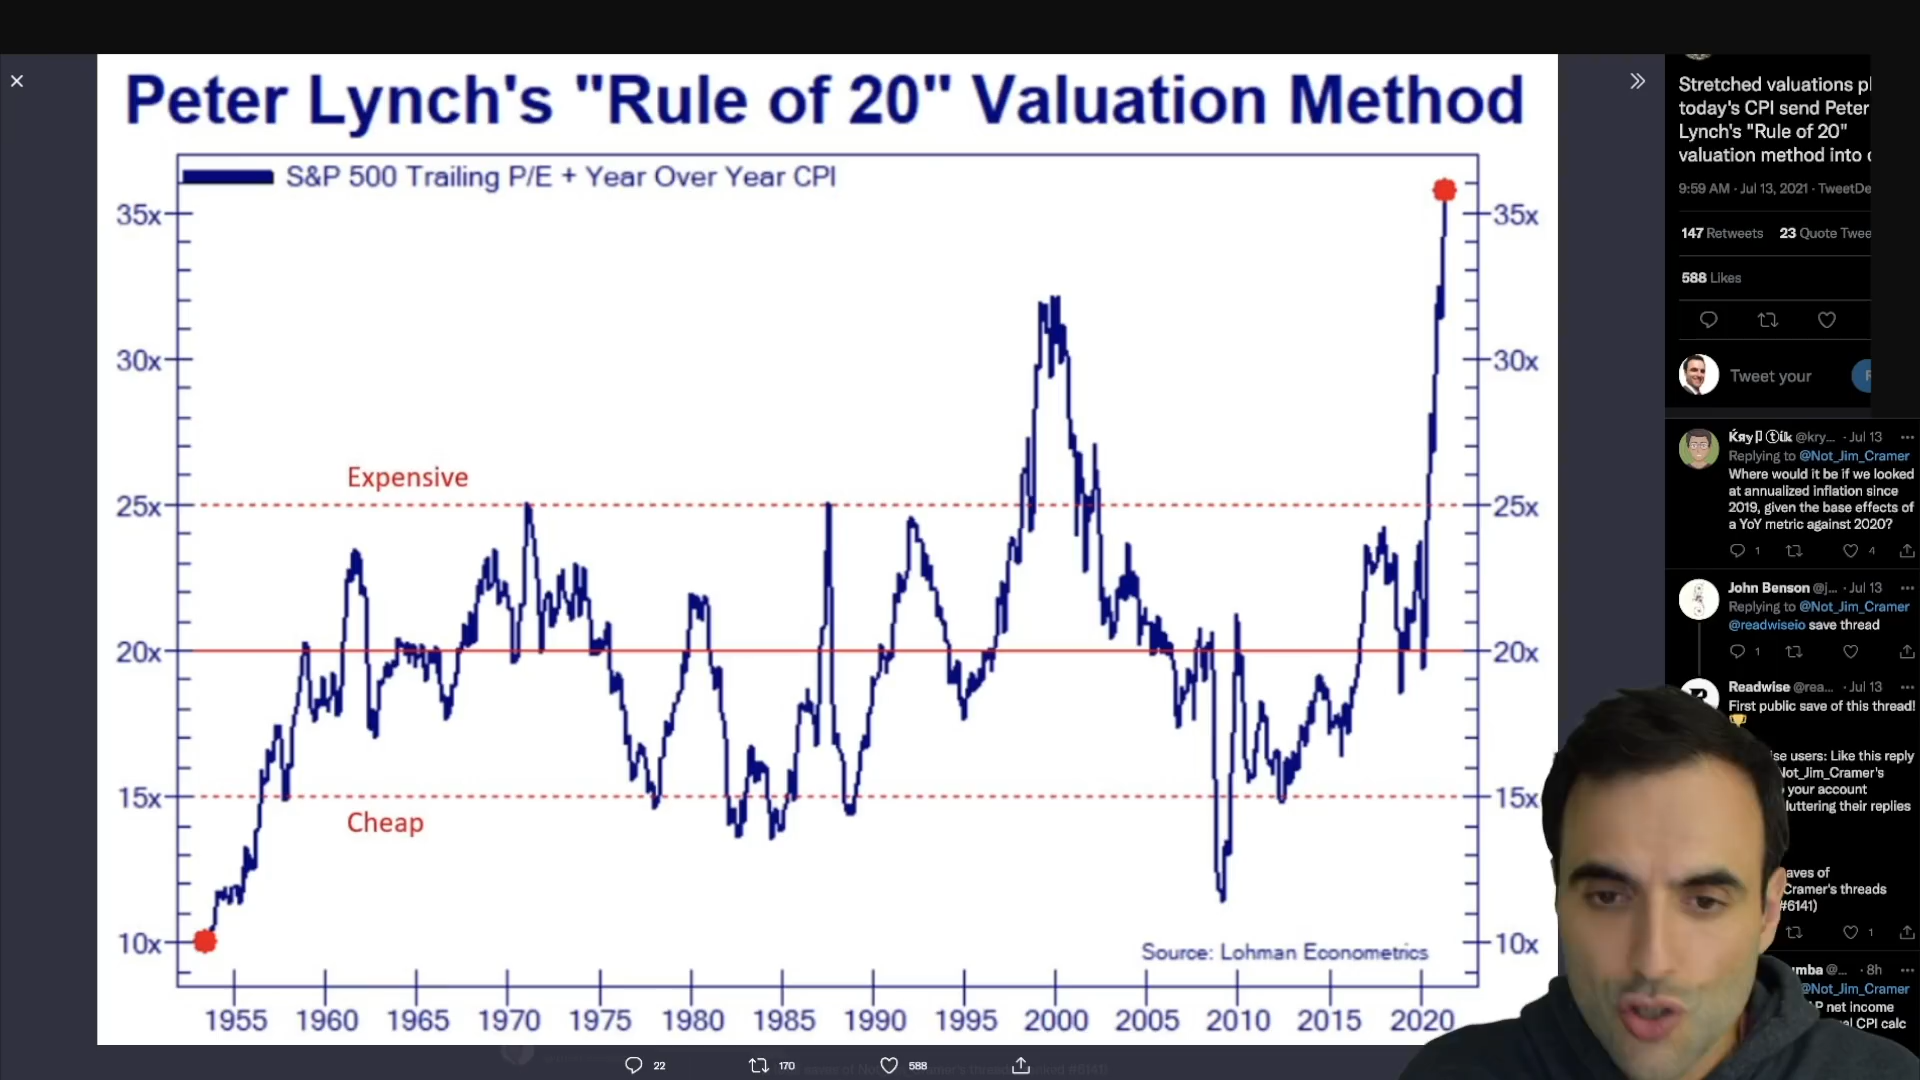 Peter Lynch's "Rule of 20" Valuation Method
S&P 500 Trailing P/E + Year Over Year CPI
35x
35x
30x
30x
Expensive
25x
25x
20x
20x
15x
15x
Cheap
10x
10x
Source: Lohman Econometrics
1955 1960 1965 1970 1975 1980 1985 1990 1995 2000 2005 2010 2015 2020
22 170 588
Stretched valuations pl
today's CPI send Peter
Lynch's "Rule of 20"
valuation method into
9:59 AM · Jul 13, 2021 · TweetDe
147 Retweets 23 Quote Twee
588 Likes
Tweet your
@kry... · Jul 13
Replying to @Not_Jim_Cramer
Where would it be if we looked
at annualized inflation since
2019, given the base effects of
a YoY metric against 2020?
1 4
John Benson @j... · Jul 13
Replying to @Not_Jim_Cramer
@readwiseio save thread
1
Readwise @rea... · Jul 13
First public save of this thread!
🏆
ise users: Like this reply
Not_Jim_Cramer's
your account
luttering their replies
aves of
Cramer's threads
#6141)
1
mba @... · 8h
@Not_Jim_Cramer
P net income
al CPI calc